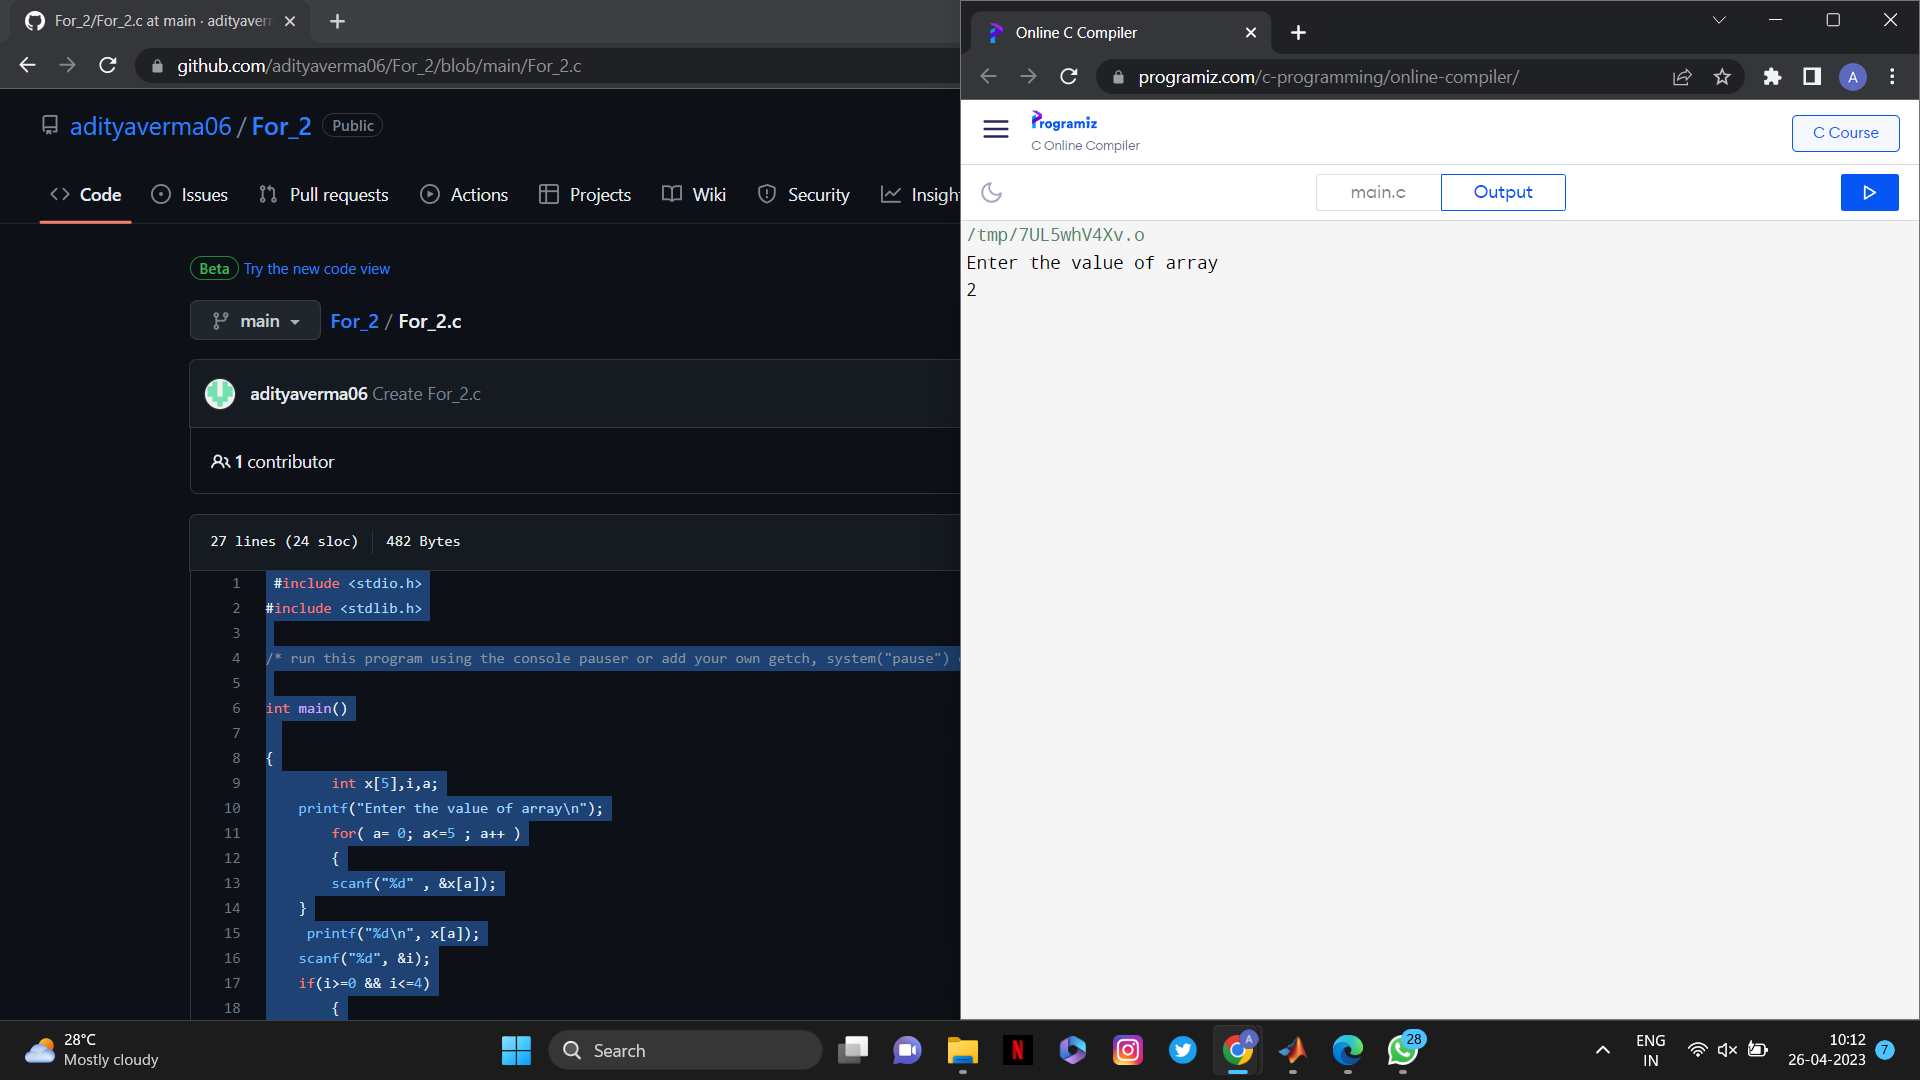 For_2/For_2.c at main · adityaverm
github.com/adityaverma06/For_2/blob/main/For_2.c
adityaverma06 / For_2 Public
Code Issues Pull requests Actions Projects Wiki Security Insigh
Beta Try the new code view
main For_2 / For_2.c
adityaverma06 Create For_2.c
1 contributor
27 lines (24 sloc) 482 Bytes
1 #include <stdio.h>
2 #include <stdlib.h>
3
4 /* run this program using the console pauser or add your own getch, system("pause")
5
6 int main()
7
8 {
9 int x[5],i,a;
10 printf("Enter the value of array\n");
11 for( a= 0; a<=5 ; a++ )
12 {
13 scanf("%d" , &x[a]);
14 }
15 printf("%d\n", x[a]);
16 scanf("%d", &i);
17 if(i>=0 && i<=4)
18 {
Online C Compiler
programiz.com/c-programming/online-compiler/
A
Programiz
C Online Compiler
C Course
main.c Output
/tmp/7UL5whV4Xv.o
Enter the value of array
2
28°C
Mostly cloudy
Search
N
A
28
ENG
IN
10:12
26-04-2023
7